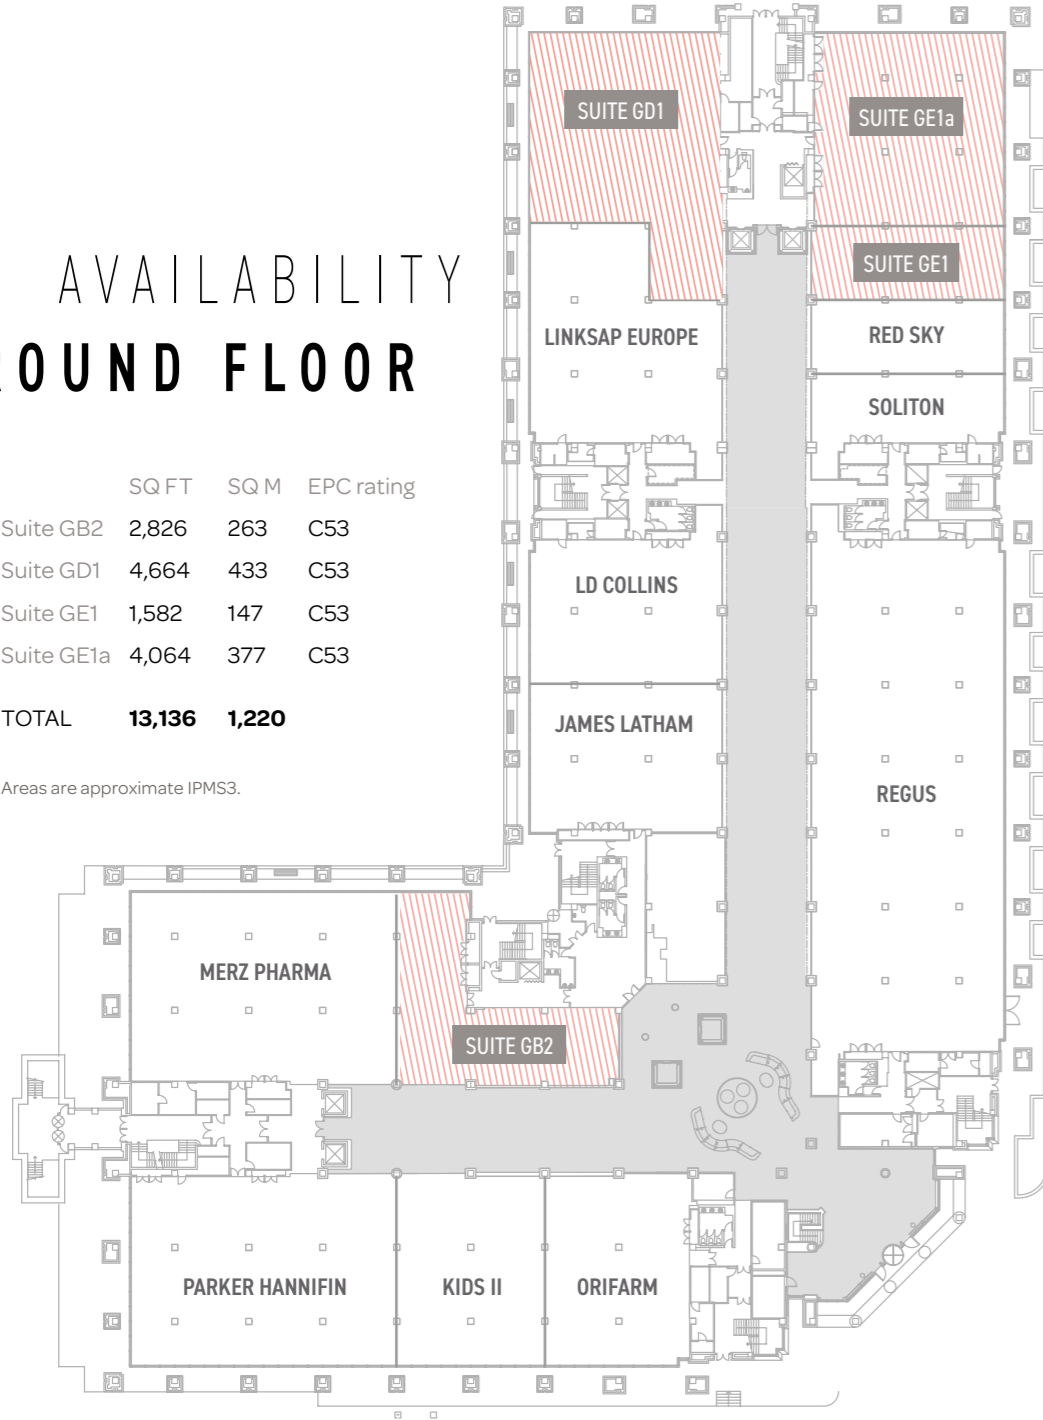 AVAILABILITY
ROUND FLOOR
SQ FT SQ M EPC rating
Suite GB2 2,826 263 C53
Suite GD1 4,664 433 C53
Suite GE1 1,582 147 C53
Suite GE1a 4,064 377 C53
TOTAL 13,136 1,220
Areas are approximate IPMS3.
SUITE GD1
SUITE GE1a
SUITE GE1
LINKSAP EUROPE
RED SKY
SOLITON
LD COLLINS
JAMES LATHAM
REGUS
MERZ PHARMA
SUITE GB2
PARKER HANNIFIN
KIDS II
ORIFARM